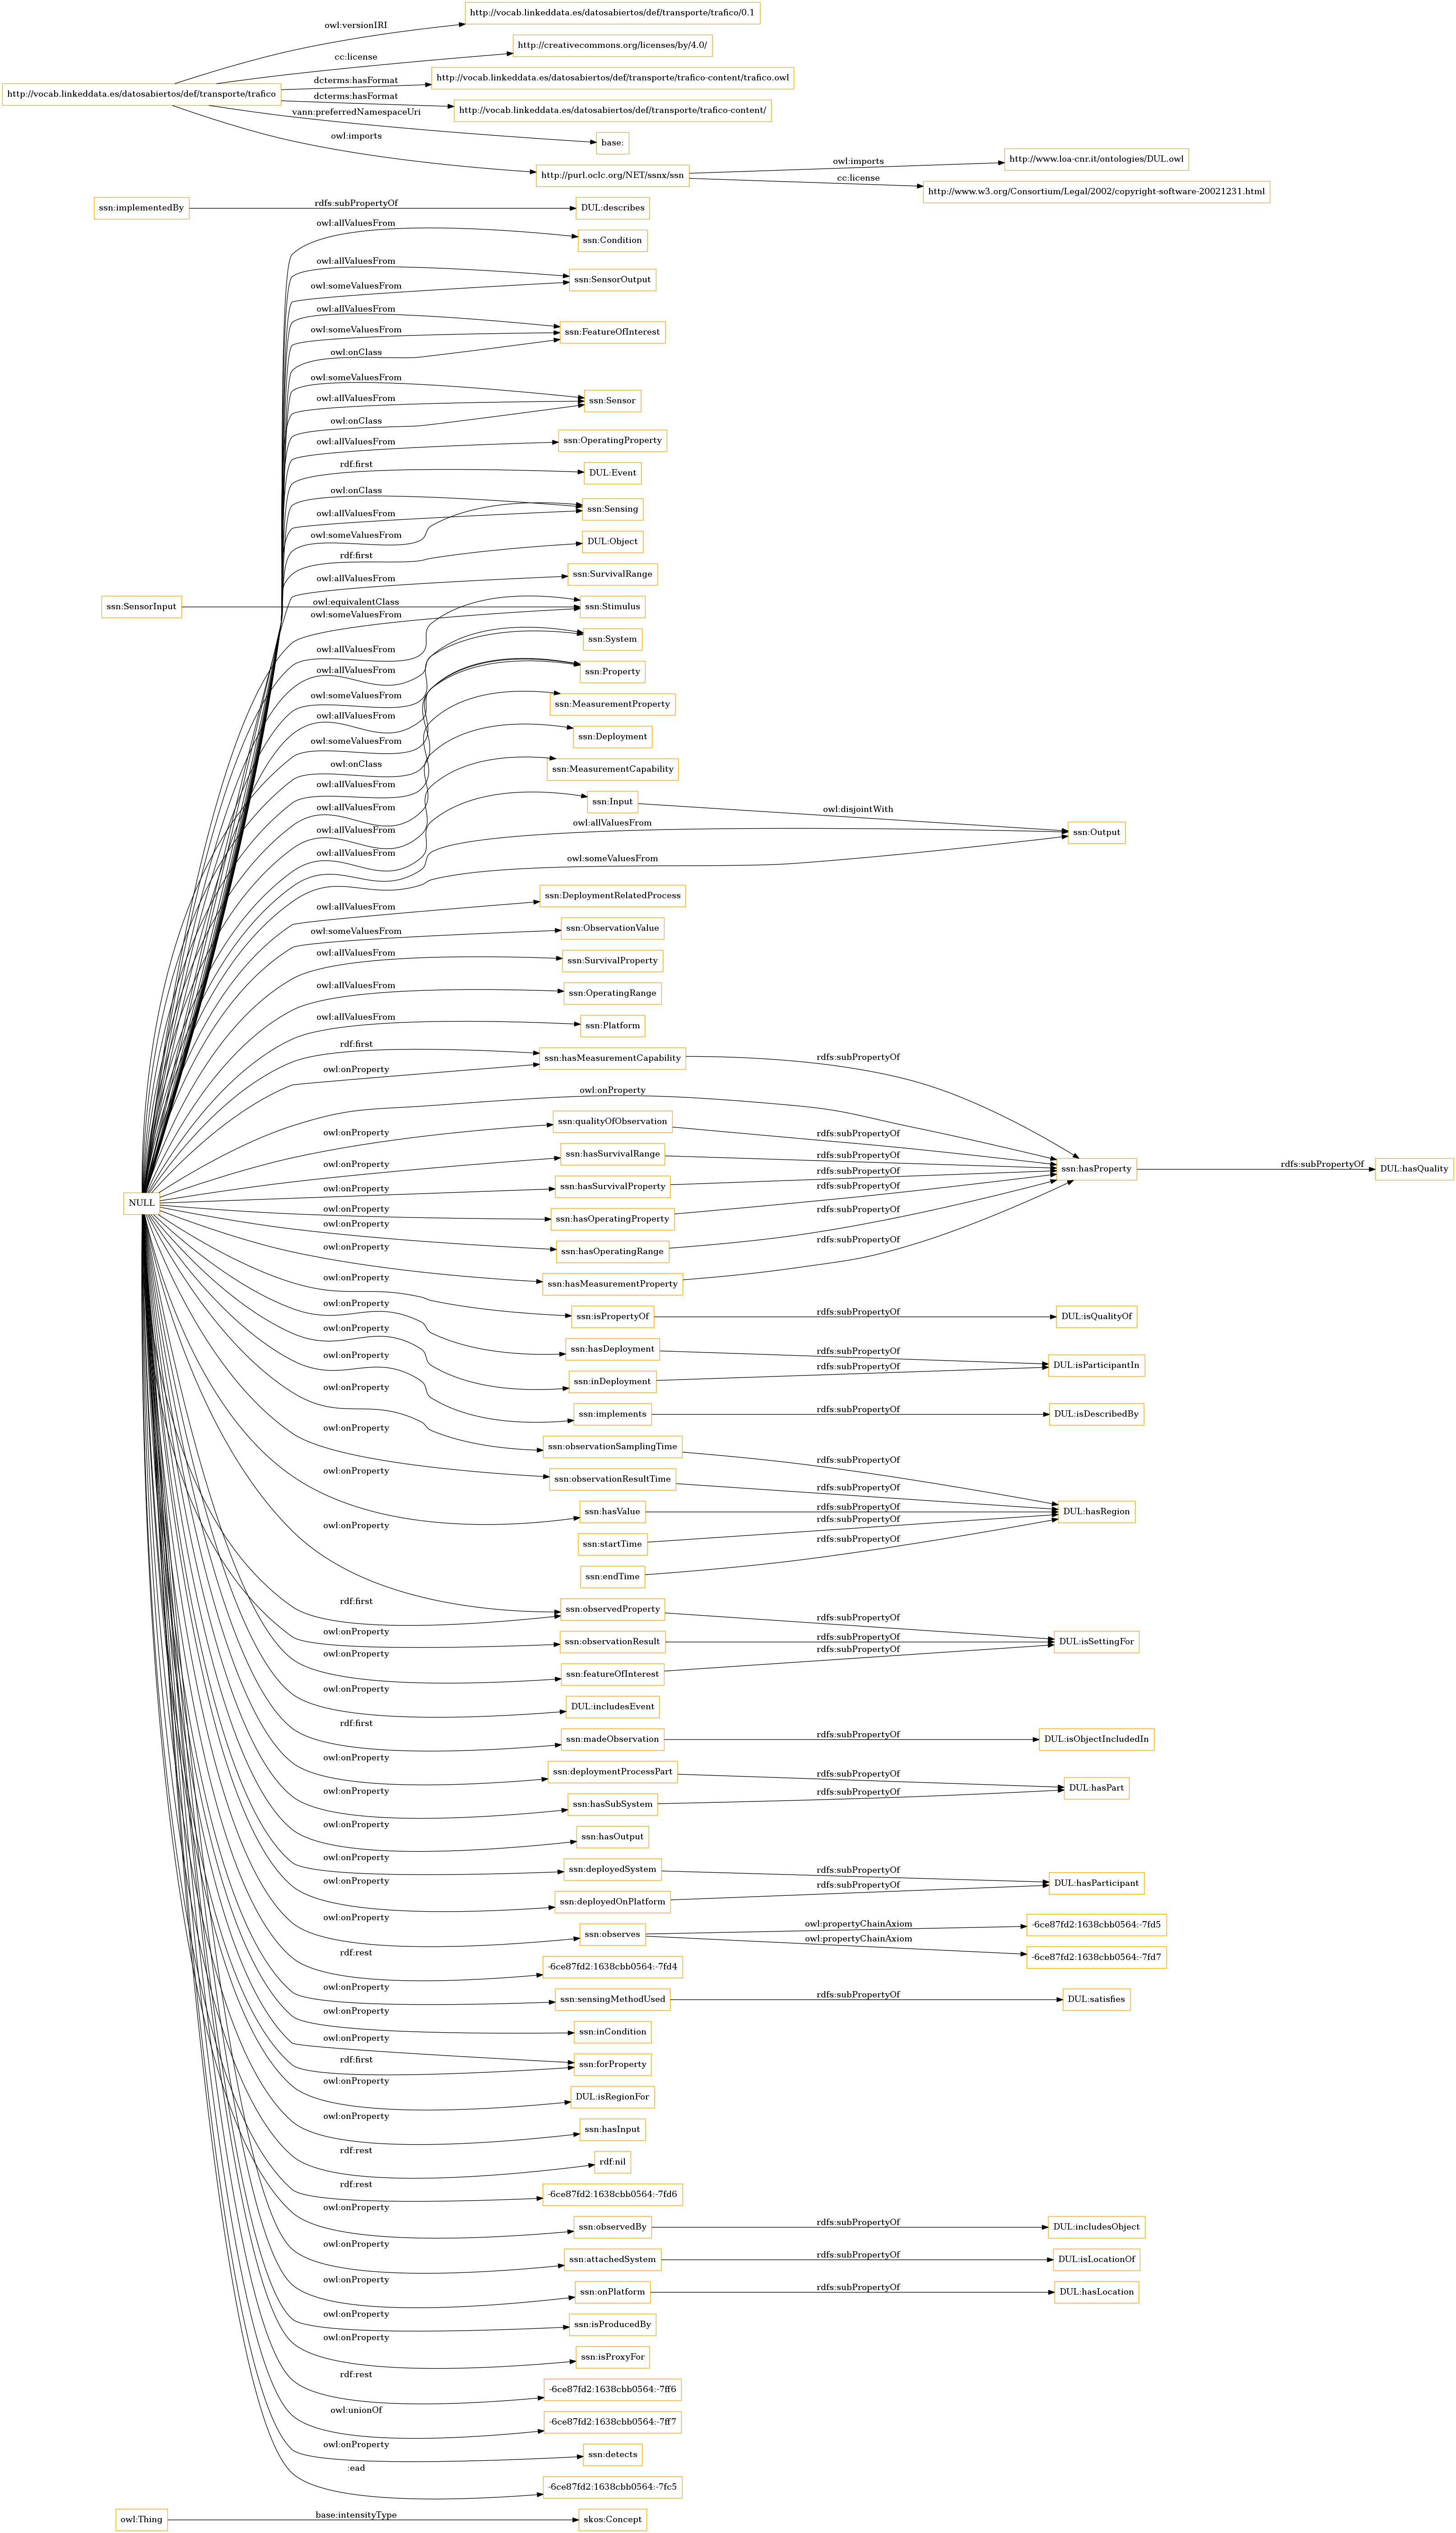 http://vocab.linkeddata.es/datosabiertos/def/transporte/trafico/0.1
owl:versionIRI
http://creativecommons.org/licenses/by/4.0/
cc:license
http://vocab.linkeddata.es/datosabiertos/def/transporte/trafico-content/trafico.owl
dcterms:hasFormat
http://vocab.linkeddata.es/datosabiertos/def/transporte/trafico
dcterms:hasFormat
http://vocab.linkeddata.es/datosabiertos/def/transporte/trafico-content/
vann:preferredNamespaceUri
base:
owl:imports
http://purl.oclc.org/NET/ssnx/ssn
owl:imports
http://www.loa-cnr.it/ontologies/DUL.owl
cc:license
http://www.w3.org/Consortium/Legal/2002/copyright-software-20021231.html
ssn:implementedBy
rdfs:subPropertyOf
DUL:describes
owl:allValuesFrom
ssn:Condition
owl:allValuesFrom
ssn:SensorOutput
owl:someValuesFrom
owl:allValuesFrom
ssn:FeatureOfInterest
owl:someValuesFrom
owl:onClass
owl:someValuesFrom
ssn:Sensor
owl:allValuesFrom
owl:onClass
owl:allValuesFrom
ssn:OperatingProperty
rdf:first
DUL:Event
owl:onClass
ssn:Sensing
owl:allValuesFrom
owl:someValuesFrom
DUL:Object
rdf:first
owl:allValuesFrom
ssn:SurvivalRange
ssn:SensorInput
owl:equivalentClass
ssn:Stimulus
owl:someValuesFrom
owl:allValuesFrom
ssn:System
owl:allValuesFrom
ssn:Property
owl:someValuesFrom
ssn:MeasurementProperty
owl:allValuesFrom
owl:someValuesFrom
ssn:Deployment
owl:onClass
ssn:MeasurementCapability
owl:allValuesFrom
ssn:Input
owl:disjointWith
owl:allValuesFrom
owl:allValuesFrom
ssn:Output
owl:allValuesFrom
owl:allValuesFrom
owl:someValuesFrom
ssn:DeploymentRelatedProcess
owl:allValuesFrom
ssn:ObservationValue
owl:someValuesFrom
ssn:SurvivalProperty
owl:allValuesFrom
ssn:OperatingRange
owl:allValuesFrom
ssn:Platform
owl:allValuesFrom
rdf:first
ssn:hasMeasurementCapability
rdfs:subPropertyOf
owl:onProperty
owl:onProperty
ssn:qualityOfObservation
owl:onProperty
rdfs:subPropertyOf
ssn:hasSurvivalRange
owl:onProperty
rdfs:subPropertyOf
ssn:hasProperty
rdfs:subPropertyOf
DUL:hasQuality
ssn:hasSurvivalProperty
owl:onProperty
rdfs:subPropertyOf
NULL
ssn:hasOperatingProperty
owl:onProperty
rdfs:subPropertyOf
ssn:hasOperatingRange
owl:onProperty
rdfs:subPropertyOf
ssn:hasMeasurementProperty
owl:onProperty
rdfs:subPropertyOf
owl:onProperty
ssn:isPropertyOf
rdfs:subPropertyOf
DUL:isQualityOf
owl:onProperty
ssn:hasDeployment
rdfs:subPropertyOf
DUL:isParticipantIn
owl:onProperty
ssn:inDeployment
rdfs:subPropertyOf
owl:onProperty
ssn:implements
rdfs:subPropertyOf
DUL:isDescribedBy
owl:onProperty
ssn:observationSamplingTime
rdfs:subPropertyOf
owl:onProperty
ssn:observationResultTime
rdfs:subPropertyOf
owl:onProperty
ssn:hasValue
rdfs:subPropertyOf
DUL:hasRegion
ssn:startTime
rdfs:subPropertyOf
ssn:endTime
rdfs:subPropertyOf
owl:onProperty
rdf:first
ssn:observedProperty
rdfs:subPropertyOf
owl:onProperty
ssn:observationResult
rdfs:subPropertyOf
DUL:isSettingFor
owl:onProperty
ssn:featureOfInterest
rdfs:subPropertyOf
owl:onProperty
DUL:includesEvent
rdf:first
ssn:madeObservation
rdfs:subPropertyOf
DUL:isObjectIncludedIn
owl:onProperty
ssn:deploymentProcessPart
rdfs:subPropertyOf
DUL:hasPart
owl:onProperty
ssn:hasSubSystem
rdfs:subPropertyOf
owl:onProperty
ssn:hasOutput
owl:onProperty
ssn:deployedSystem
rdfs:subPropertyOf
DUL:hasParticipant
owl:onProperty
ssn:deployedOnPlatform
rdfs:subPropertyOf
owl:onProperty
ssn:observes
owl:propertyChainAxiom
-6ce87fd2:1638cbb0564:-7fd5
owl:propertyChainAxiom
-6ce87fd2:1638cbb0564:-7fd7
rdf:rest
-6ce87fd2:1638cbb0564:-7fd4
owl:onProperty
ssn:sensingMethodUsed
rdfs:subPropertyOf
DUL:satisfies
owl:onProperty
ssn:inCondition
owl:onProperty
rdf:first
ssn:forProperty
owl:onProperty
DUL:isRegionFor
owl:onProperty
ssn:hasInput
rdf:rest
rdf:nil
rdf:rest
-6ce87fd2:1638cbb0564:-7fd6
owl:onProperty
ssn:observedBy
rdfs:subPropertyOf
DUL:includesObject
owl:onProperty
ssn:attachedSystem
rdfs:subPropertyOf
DUL:isLocationOf
owl:onProperty
ssn:onPlatform
rdfs:subPropertyOf
DUL:hasLocation
owl:onProperty
ssn:isProducedBy
owl:onProperty
ssn:isProxyFor
rdf:rest
-6ce87fd2:1638cbb0564:-7ff6
owl:unionOf
-6ce87fd2:1638cbb0564:-7ff7
owl:onProperty
ssn:detects
:ead
-6ce87fd2:1638cbb0564:-7fc5
owl:Thing
base:intensityType
skos:Concept